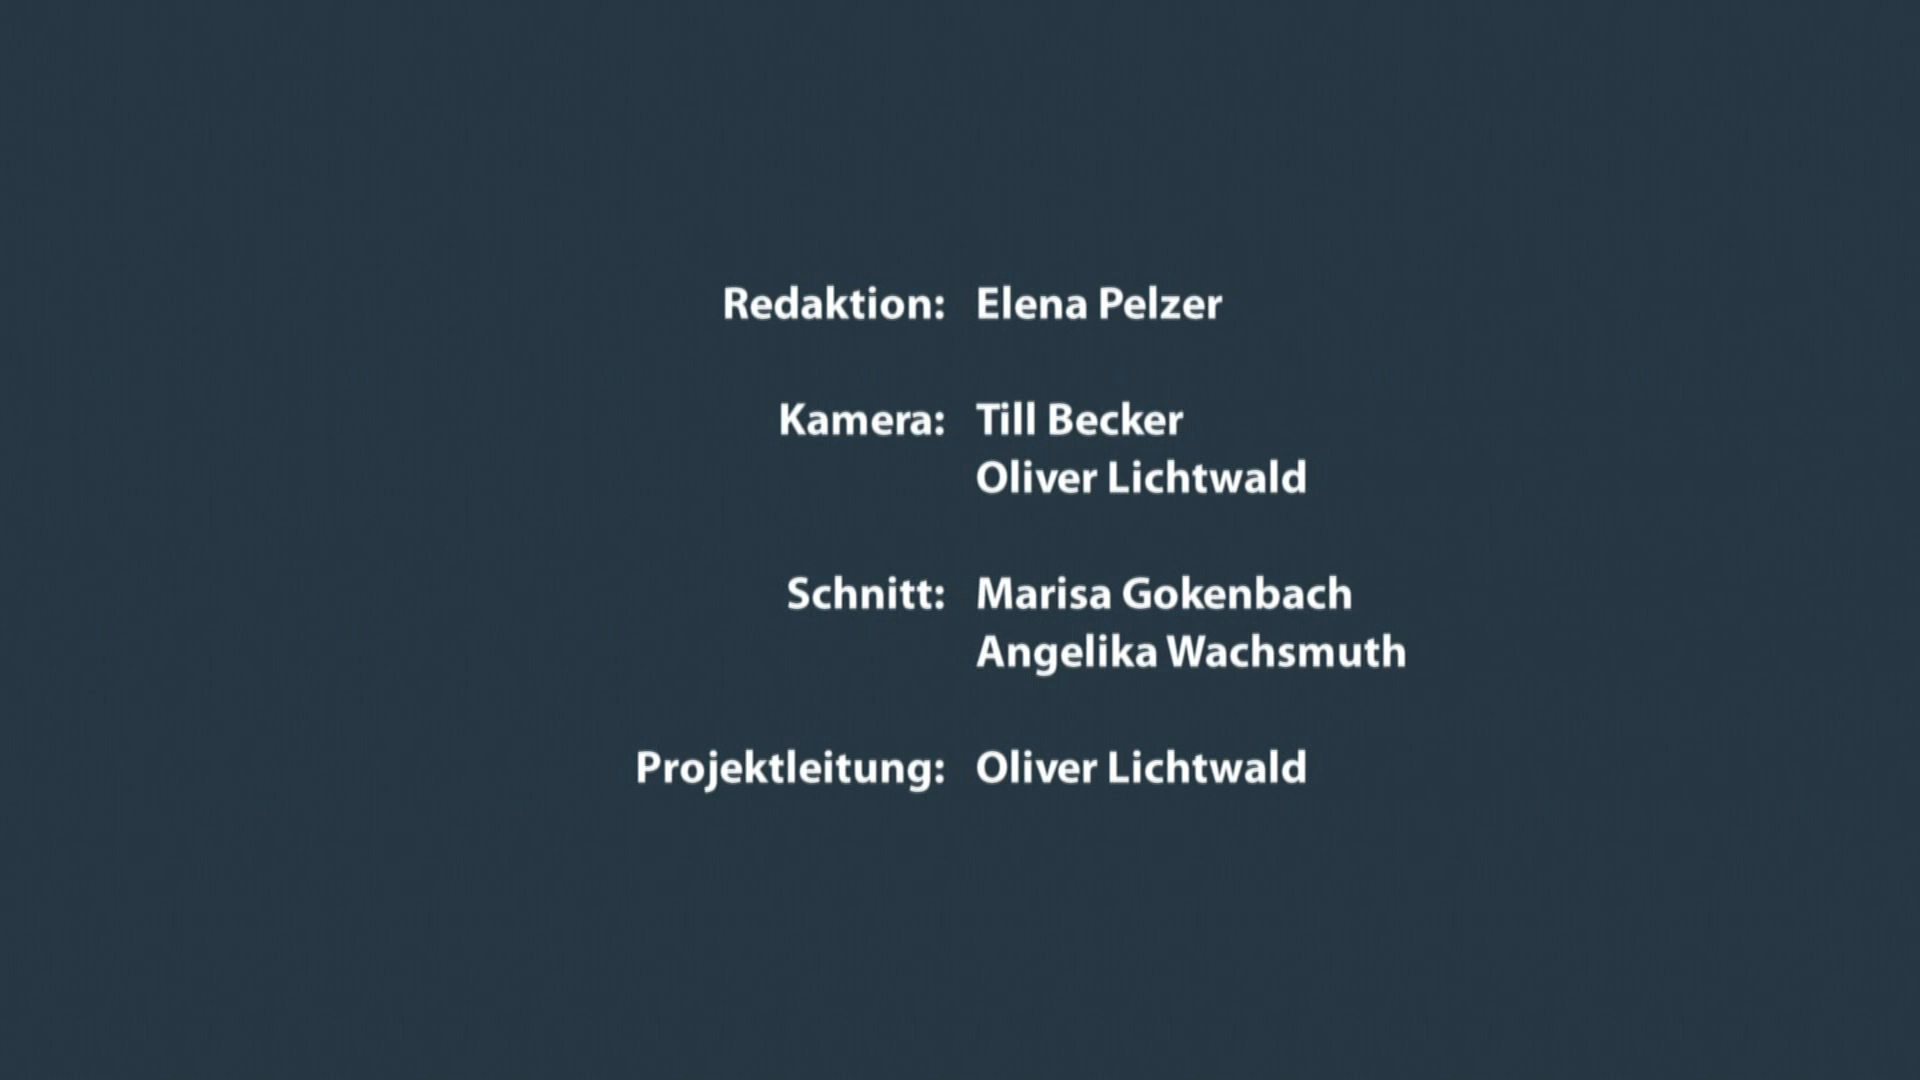 Redaktion: Elena Pelzer
Kamera: Till Becker
Oliver Lichtwald
Schnitt: Marisa Gokenbach
Angelika Wachsmuth
Projektleitung: Oliver Lichtwald